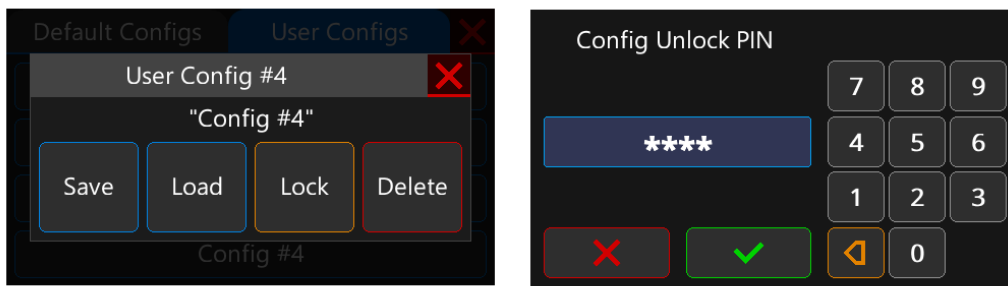 Default Configs User Configs
User Config #4
"Config #4"
Save Load Lock Delete
Config #4
Config Unlock PIN
7 8 9
****
4 5 6
1 2 3
0